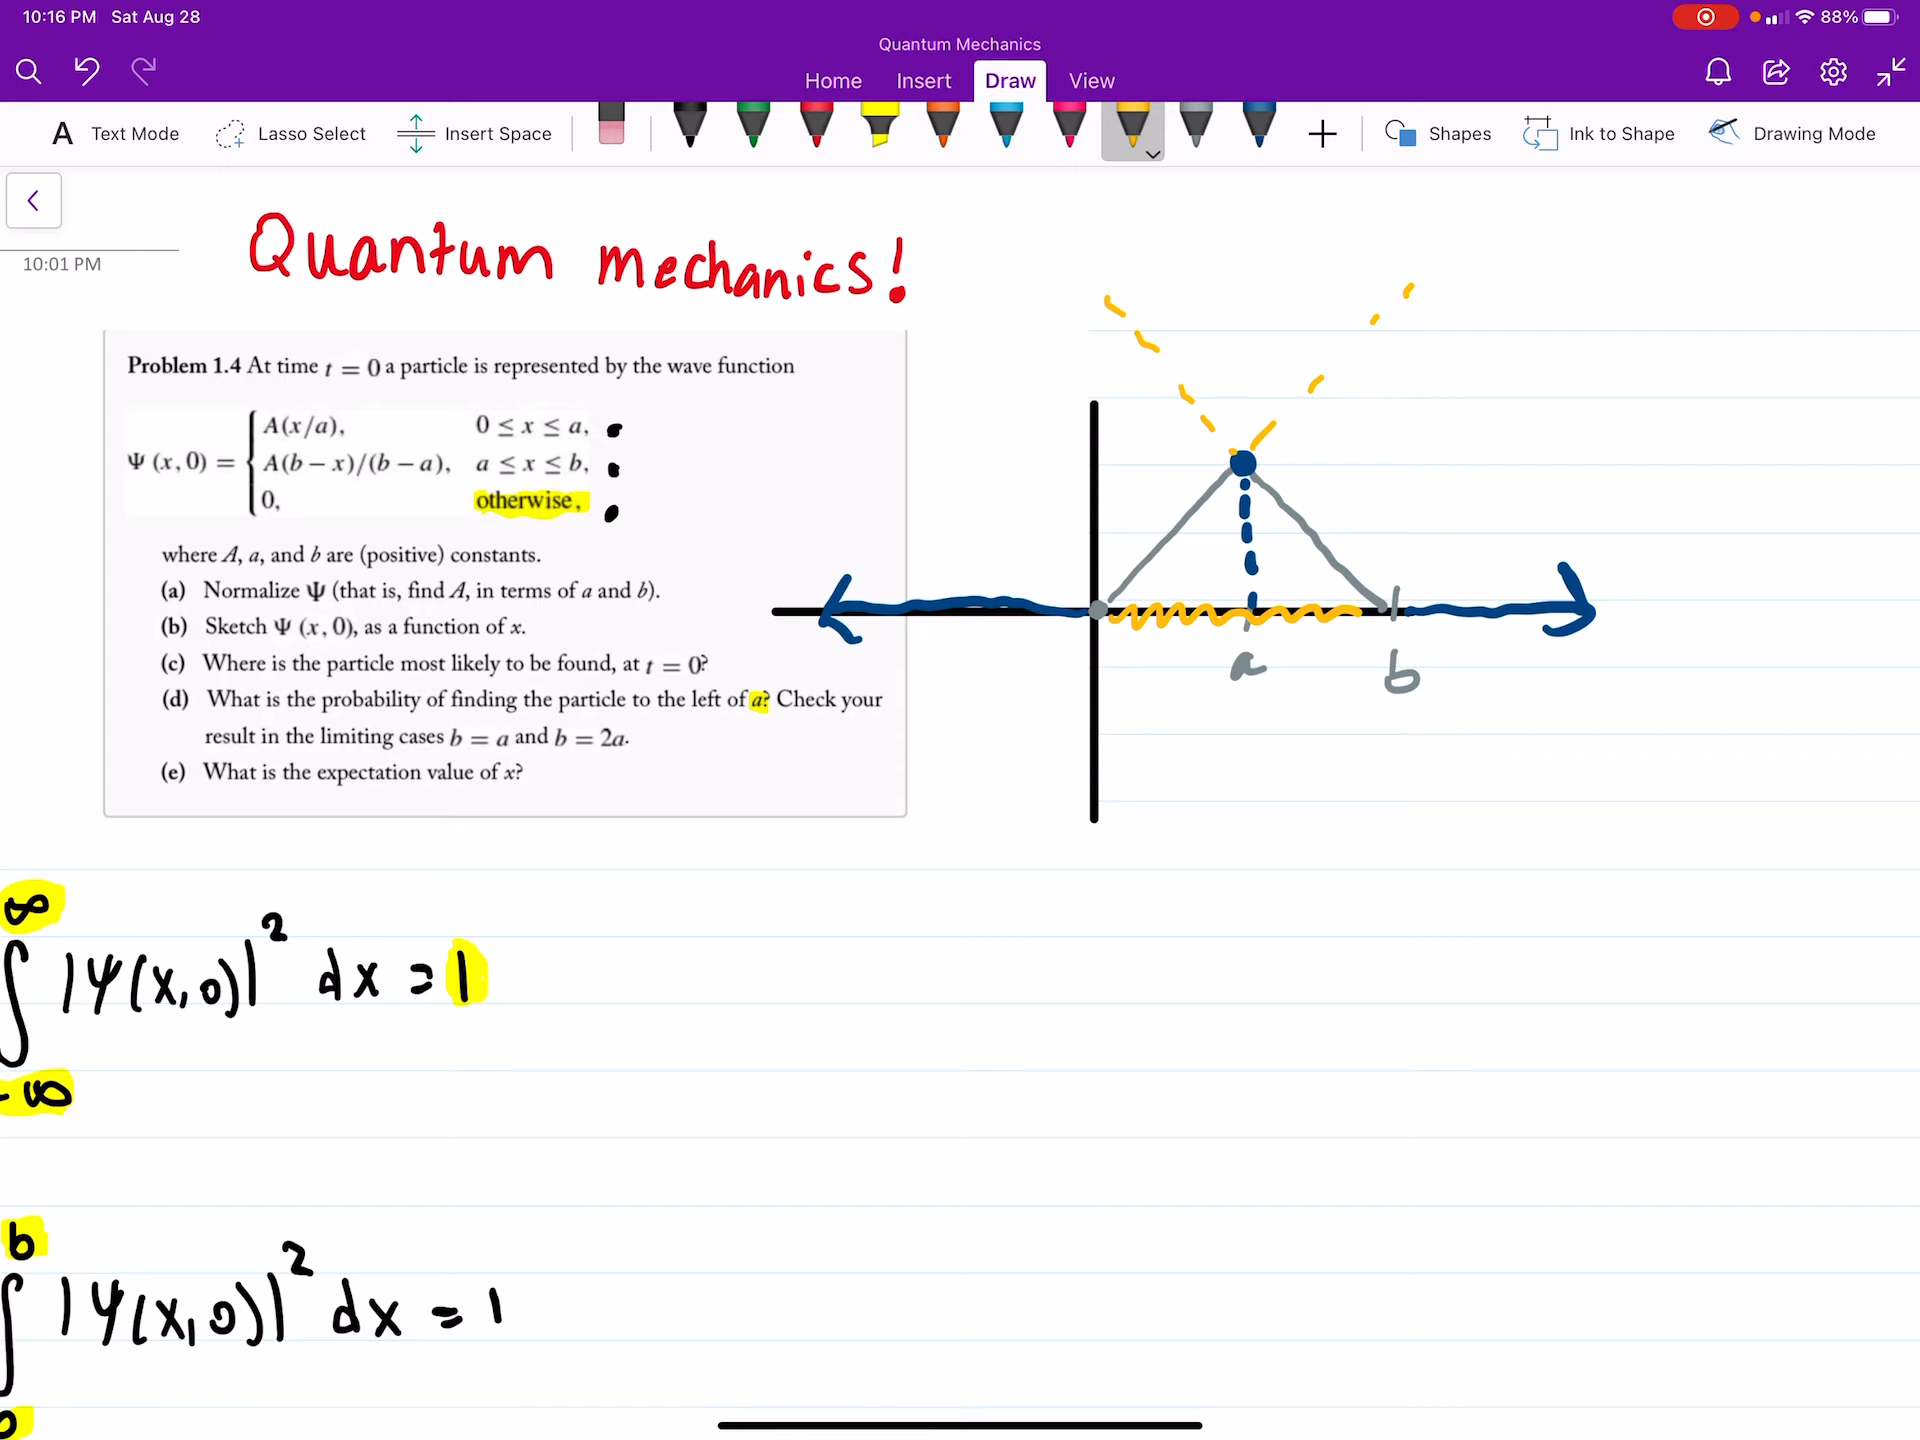 10:16 PM Sat Aug 28
88%
Quantum Mechanics
Home Insert Draw View
A Text Mode Lasso Select Insert Space Shapes Ink to Shape Drawing Mode
10:01 PM
Quantum mechanics!
Problem 1.4 At time t = 0 a particle is represented by the wave function
Ψ (x, 0) = { A(x/a), 0 ≤ x ≤ a,
A(b − x)/(b − a), a ≤ x ≤ b,
0, otherwise,
where A, a, and b are (positive) constants.
(a) Normalize Ψ (that is, find A, in terms of a and b).
(b) Sketch Ψ (x, 0), as a function of x.
(c) Where is the particle most likely to be found, at t = 0?
(d) What is the probability of finding the particle to the left of a? Check your
result in the limiting cases b = a and b = 2a.
(e) What is the expectation value of x?
a b
∞
∫ |Ψ(x,0)|² dx = 1
-∞
b
∫ |Ψ(x,0)|² dx = 1
0